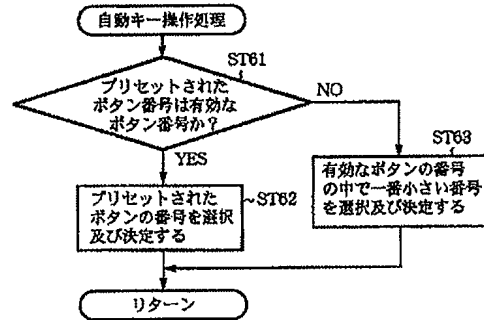 自動キー操作処理
ST61
プリセットされた
ボタン番号は有効な
ボタン番号か？
NO
YES
ST63
有効なボタンの番号
の中で一番小さい番号
を選択及び決定する
プリセットされた
ボタンの番号を選択
及び決定する
ST62
リターン